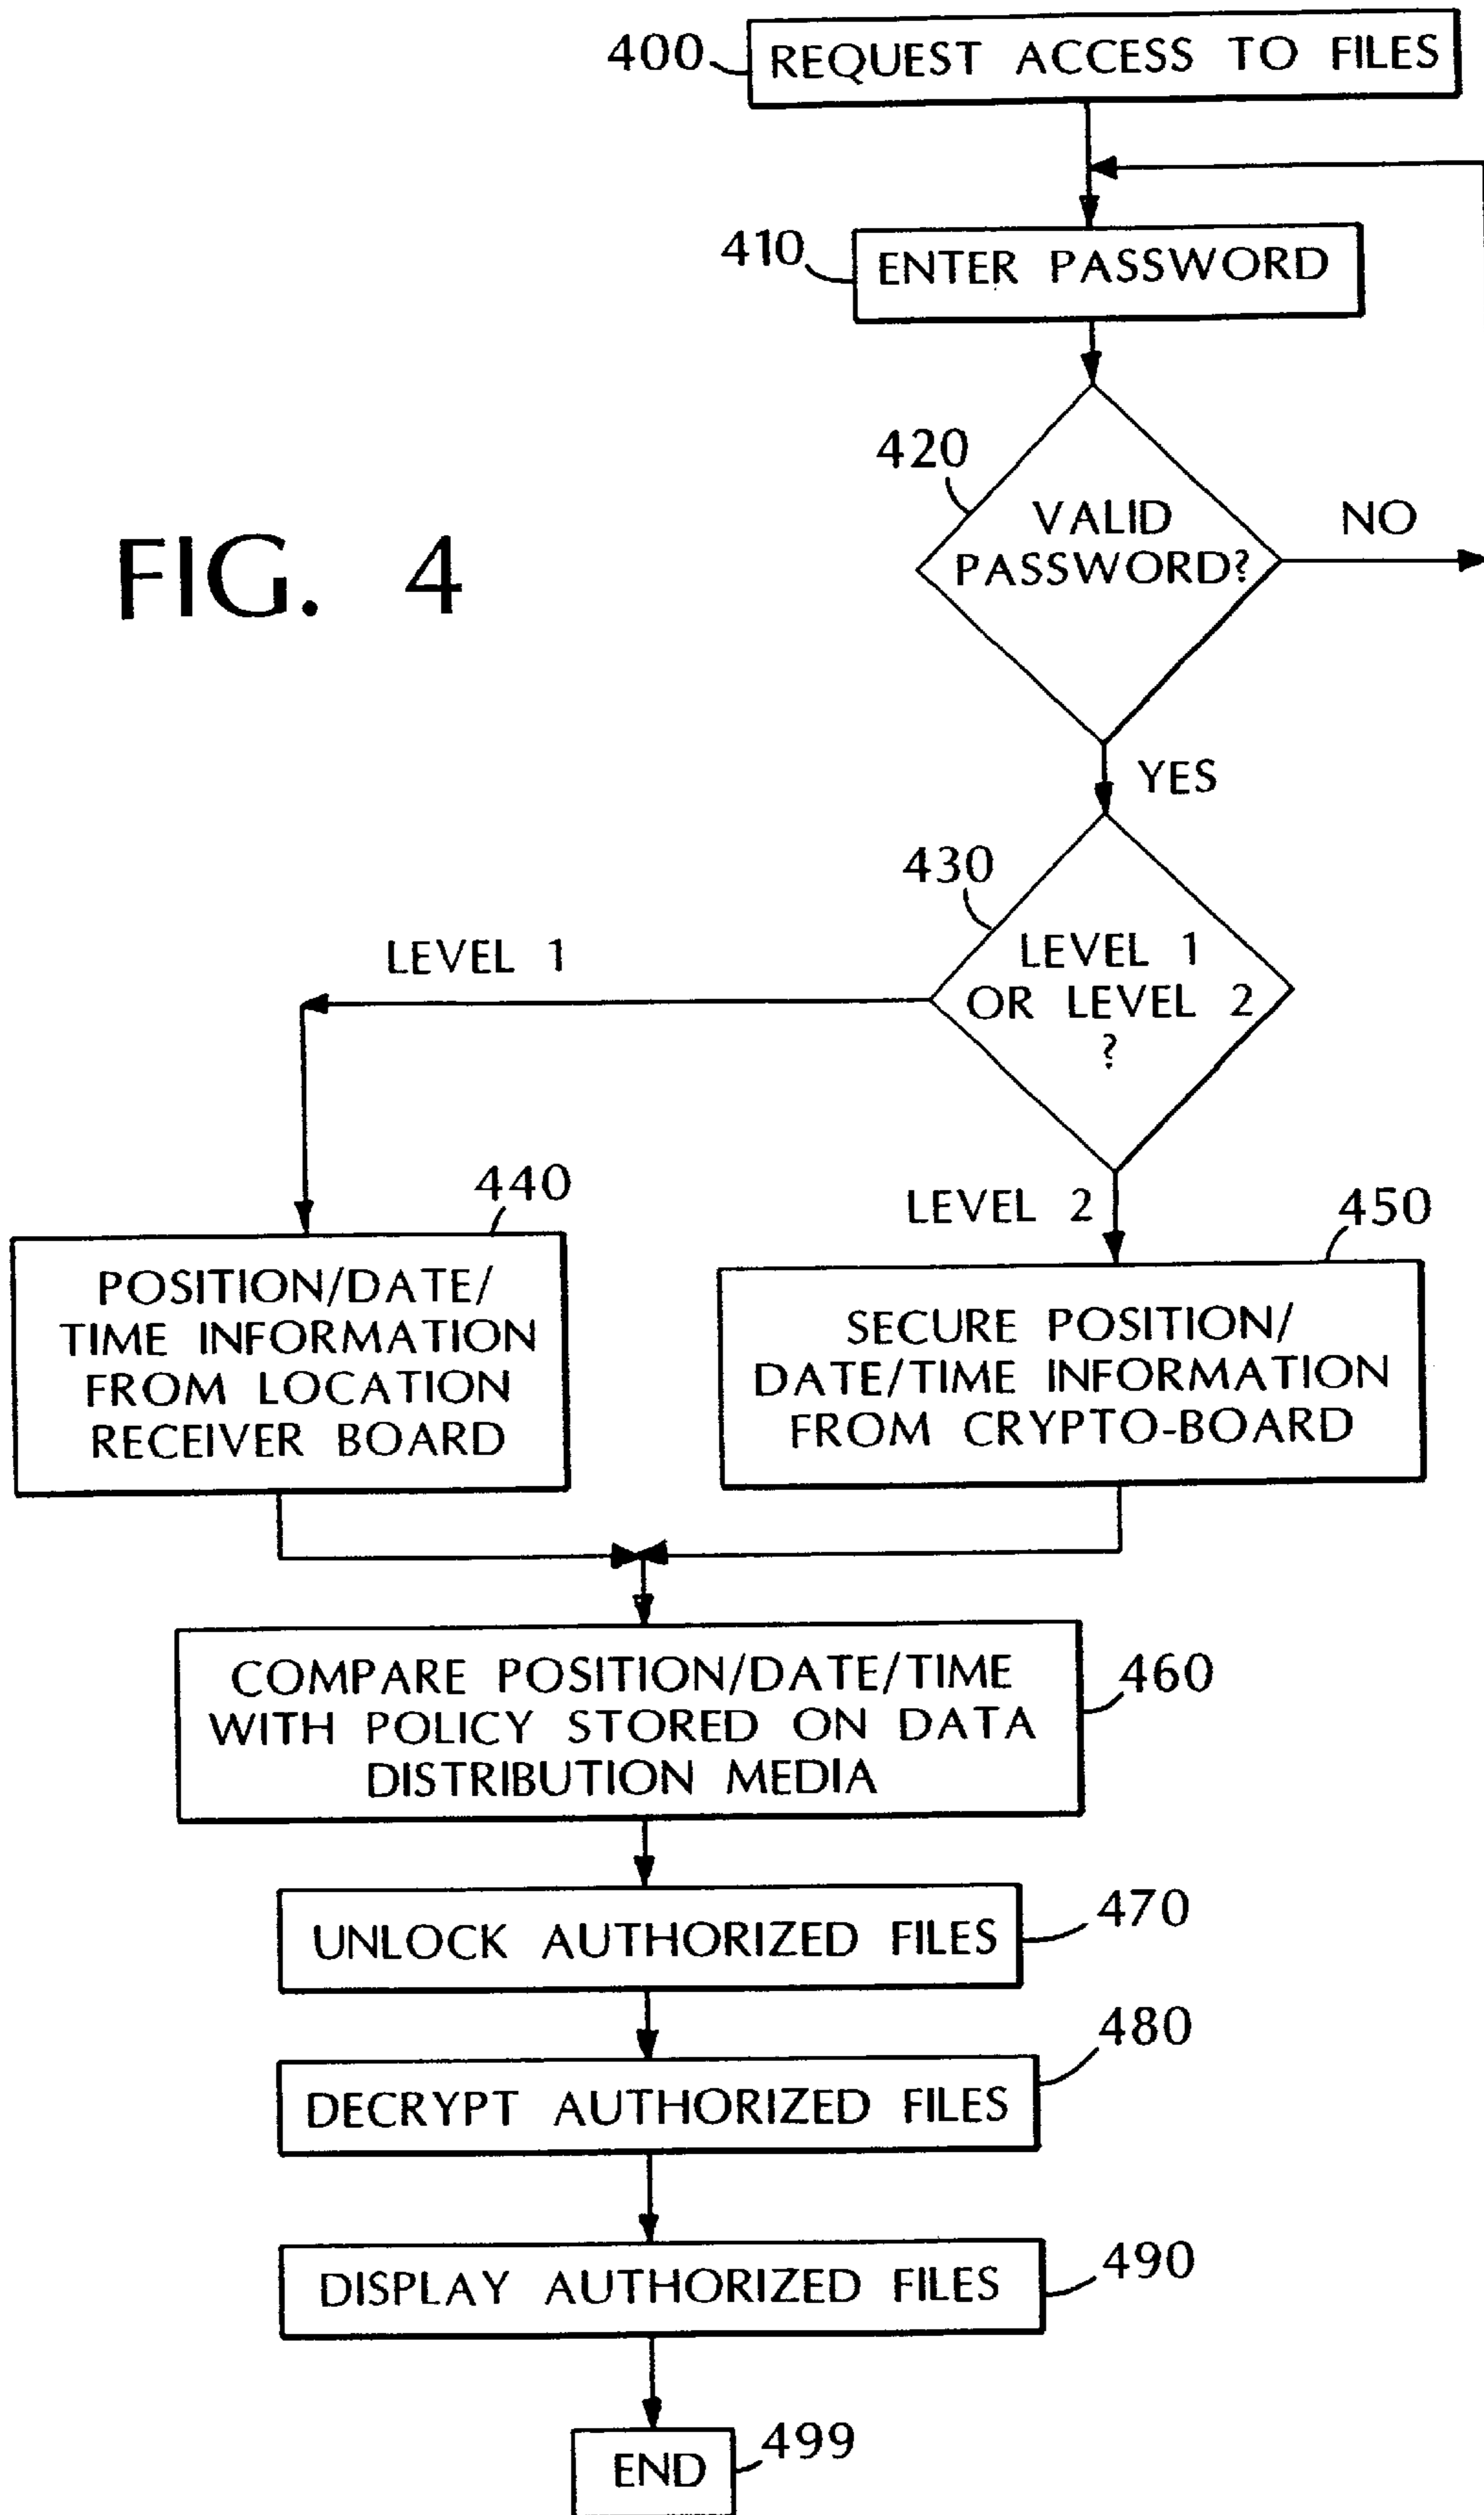 400
REQUEST ACCESS TO FILES
410
ENTER PASSWORD
420
VALID
PASSWORD?
NO
FIG. 4
YES
430
LEVEL 1
OR LEVEL 2
?
LEVEL 1
LEVEL 2
440
POSITION/DATE/
TIME INFORMATION
FROM LOCATION
RECEIVER BOARD
450
SECURE POSITION/
DATE/TIME INFORMATION
FROM CRYPTO-BOARD
COMPARE POSITION/DATE/TIME
WITH POLICY STORED ON DATA
DISTRIBUTION MEDIA
460
UNLOCK AUTHORIZED FILES
470
DECRYPT AUTHORIZED FILES
480
DISPLAY AUTHORIZED FILES
490
END
499